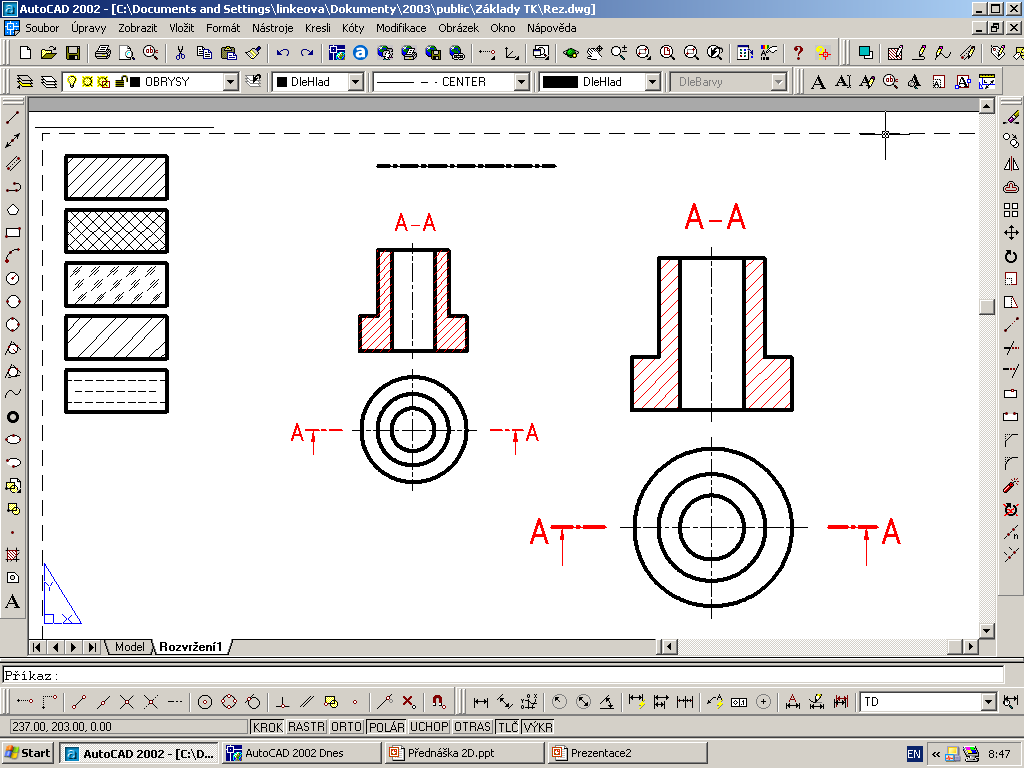 AutoCAD 2002 - [C:\Documents and Settings\linkeova\Dokumenty\2003\public\Základy TK\Rez.dwg]
Soubor Úpravy Zobrazit Vložit Formát Nástroje Kresli Kóty Modifikace Obrázek Okno Nápověda
OBRYSY DleHlad CENTER DleHlad DleBarvy
A-A
A-A
A A
A A
Y
X
Model Rozvržení1
Příkaz:
TD
237.00, 203.00, 0.00 KROK RASTR ORTO POLÁR UCHOP OTRAS TLČ VÝKR
Start AutoCAD 2002 - [C:\D... AutoCAD 2002 Dnes Přednáška 2D.ppt Prezentace2 EN « 8:47